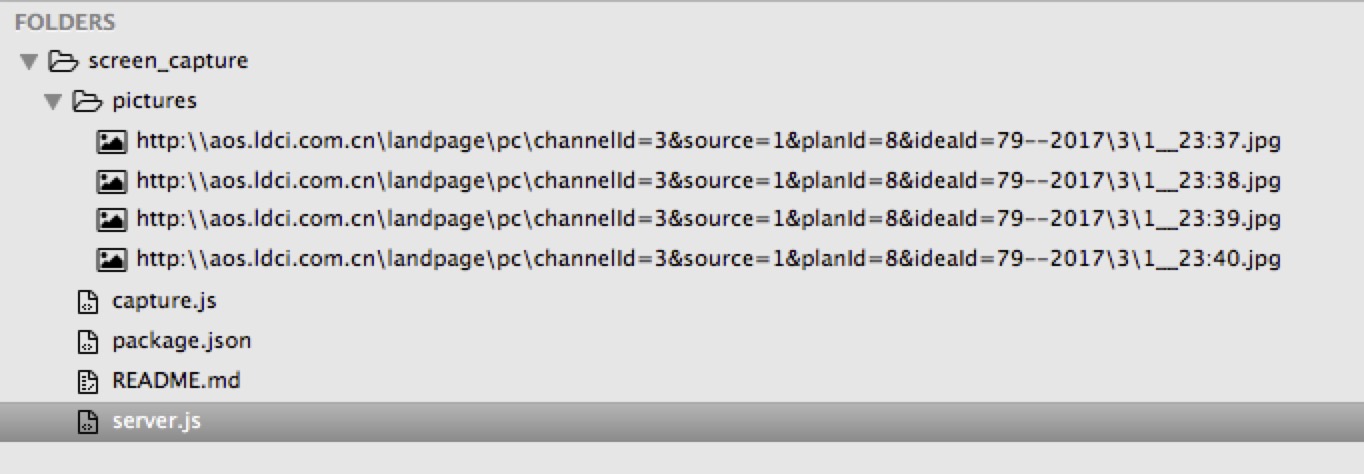 FOLDERS
screen_capture
pictures
http:\\aos.ldci.com.cn\landpage\pc\channelId=3&source=1&planId=8&ideaId=79--2017\3\1__23:37.jpg
http:\\aos.ldci.com.cn\landpage\pc\channelId=3&source=1&planId=8&ideaId=79--2017\3\1__23:38.jpg
http:\\aos.ldci.com.cn\landpage\pc\channelId=3&source=1&planId=8&ideaId=79--2017\3\1__23:39.jpg
http:\\aos.ldci.com.cn\landpage\pc\channelId=3&source=1&planId=8&ideaId=79--2017\3\1__23:40.jpg
capture.js
package.json
README.md
server.js